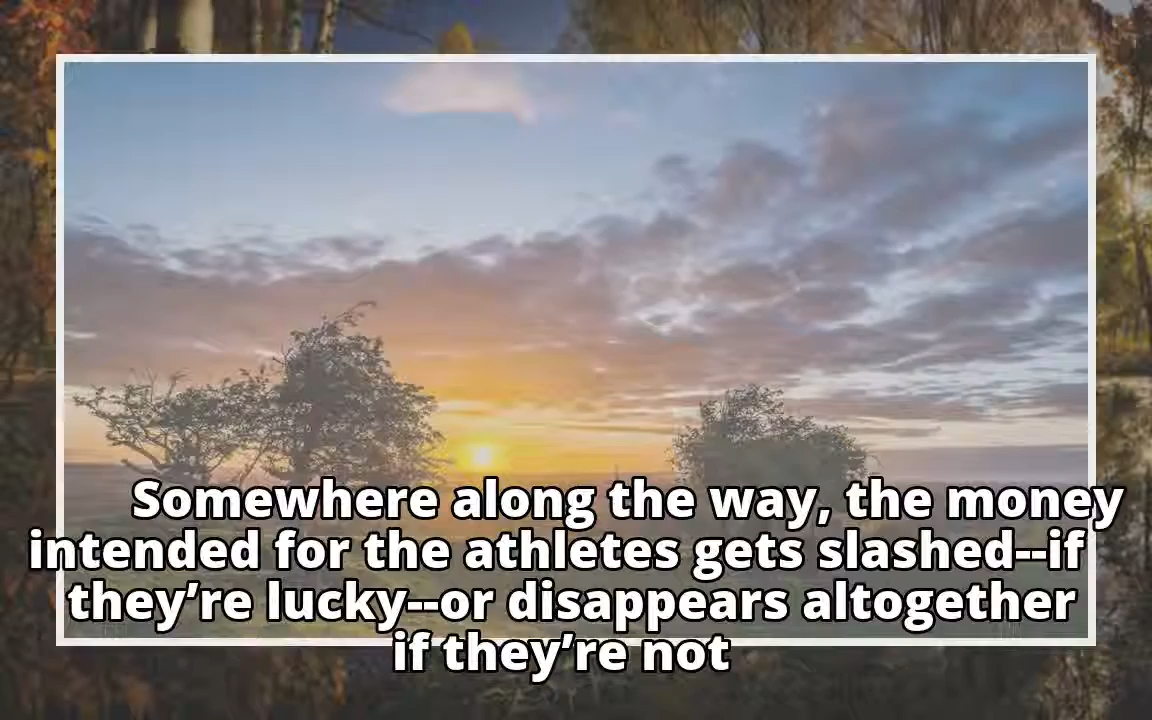 Somewhere along the way, the money
intended for the athletes gets slashed--if
they’re lucky--or disappears altogether
if they’re not